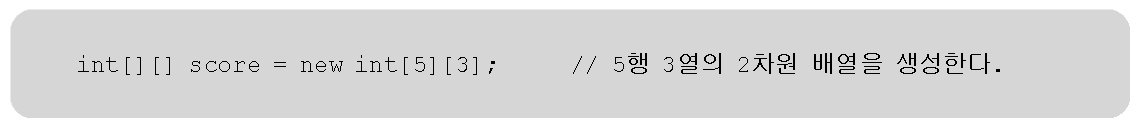 int[][] score = new int[5][3];      // 5행 3열의 2차원 배열을 생성한다.